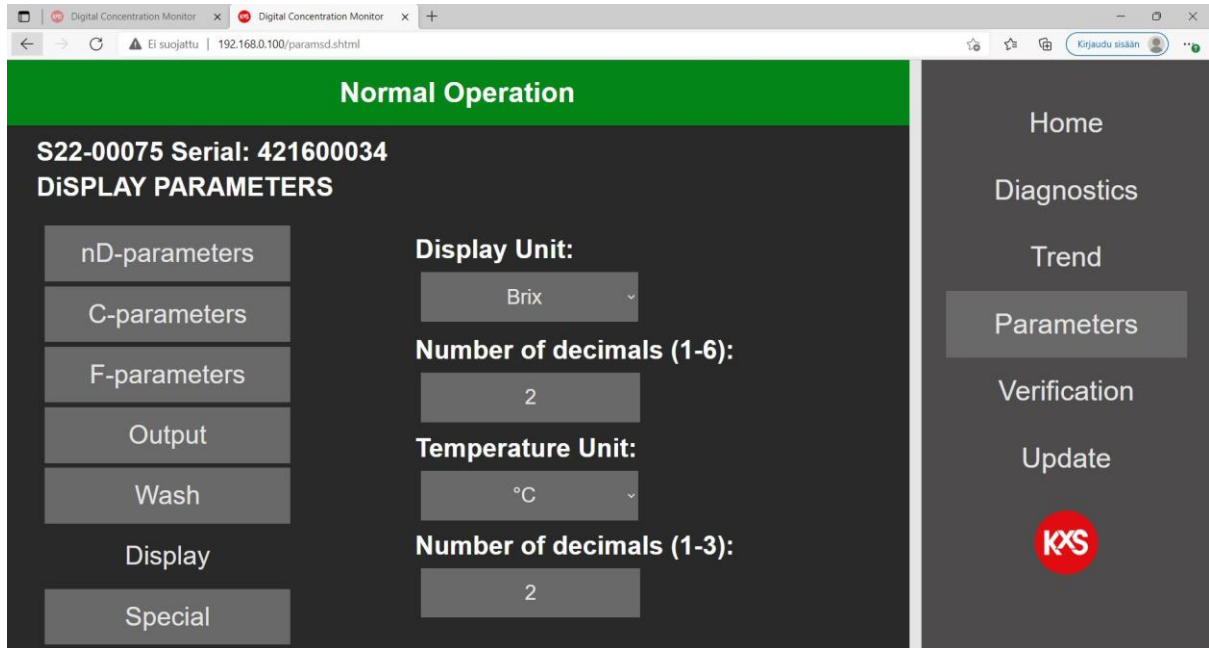 Digital Concentration Monitor
Digital Concentration Monitor
Ei suojattu | 192.168.0.100/paramsd.shtml
Kirjaudu sisään
Normal Operation
S22-00075 Serial: 421600034
DiSPLAY PARAMETERS
nD-parameters
C-parameters
F-parameters
Output
Wash
Display
Special
Display Unit:
Brix
Number of decimals (1-6):
2
Temperature Unit:
°C
Number of decimals (1-3):
2
Home
Diagnostics
Trend
Parameters
Verification
Update
KXS